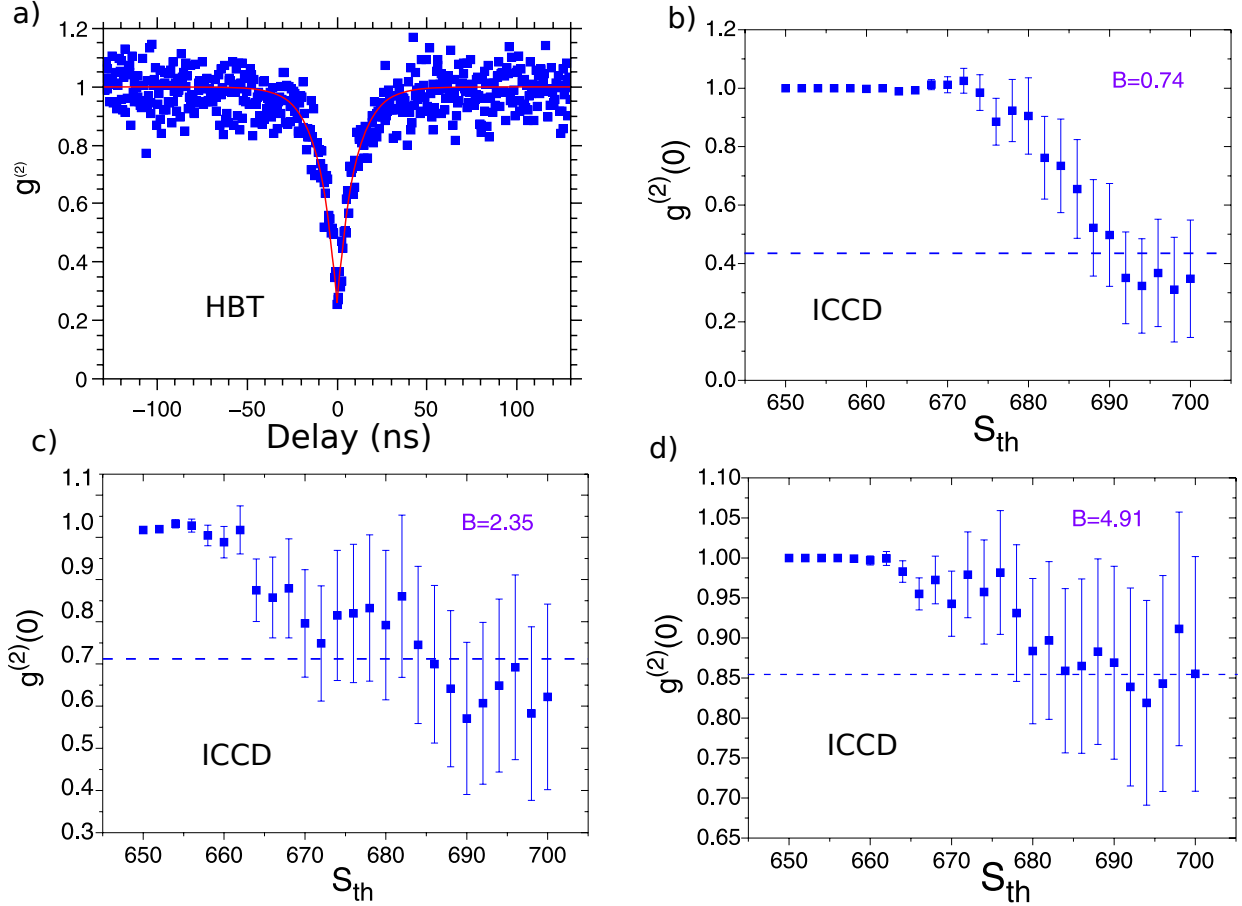 a)
1.2
1
0.8
0.6
0.4
0.2
0
g(2)
HBT
−100
−50
0
50
100
Delay (ns)
b)
1.2
1.0
0.8
0.6
0.4
0.2
0.0
g(2)(0)
B=0.74
ICCD
650
660
670
680
690
700
Sth
c)
1.1
1.0
0.9
0.8
0.7
0.6
0.5
0.4
0.3
g(2)(0)
B=2.35
ICCD
650
660
670
680
690
700
Sth
d)
1.10
1.05
1.00
0.95
0.90
0.85
0.80
0.75
0.70
0.65
g(2)(0)
B=4.91
ICCD
650
660
670
680
690
700
Sth